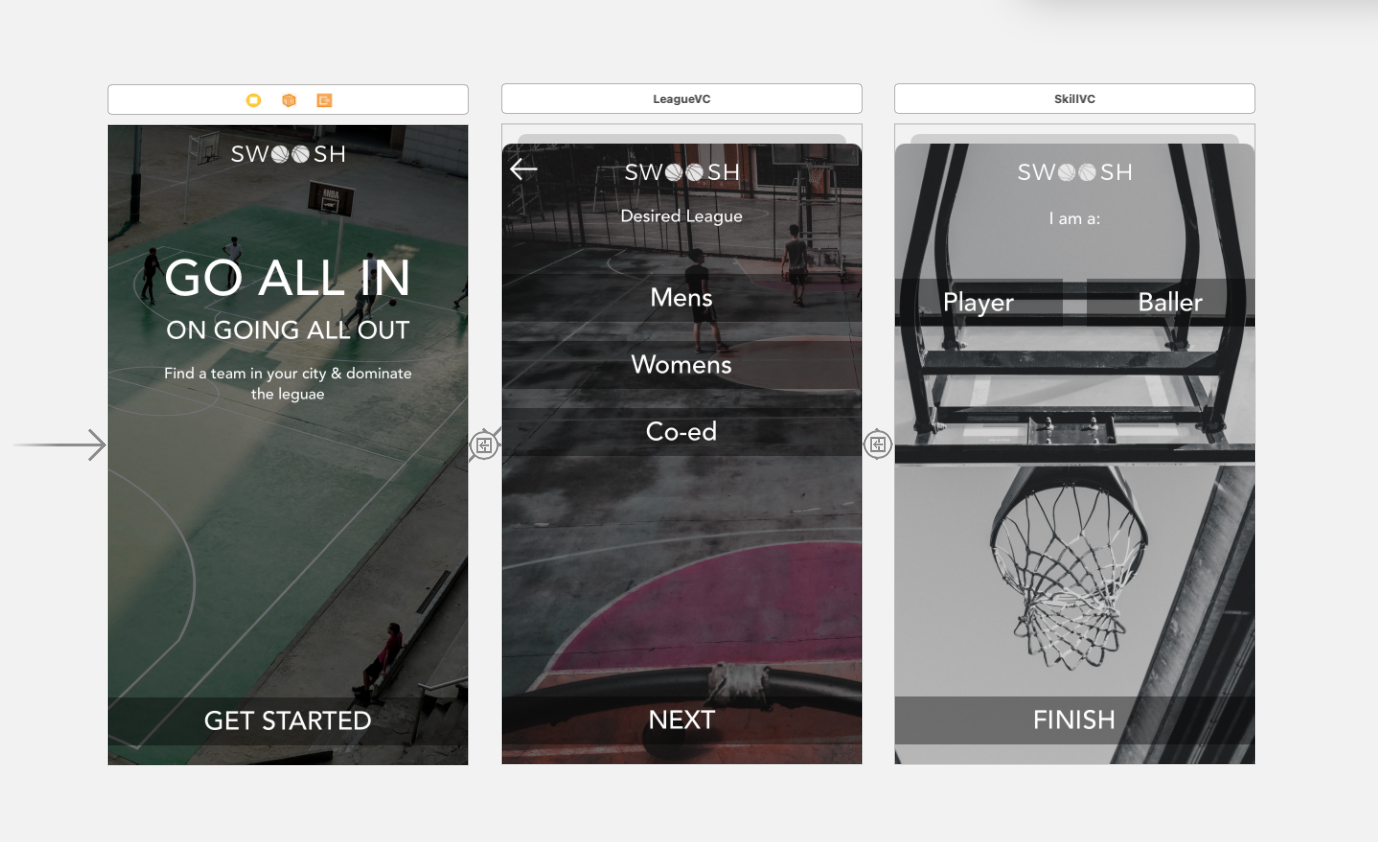 SWOOSH
GO ALL IN
ON GOING ALL OUT
Find a team in your city & dominate
the leguae
GET STARTED
LeagueVC
SWOOSH
Desired League
Mens
Womens
Co-ed
NEXT
SkillVC
SWOOSH
I am a:
Player
Baller
FINISH